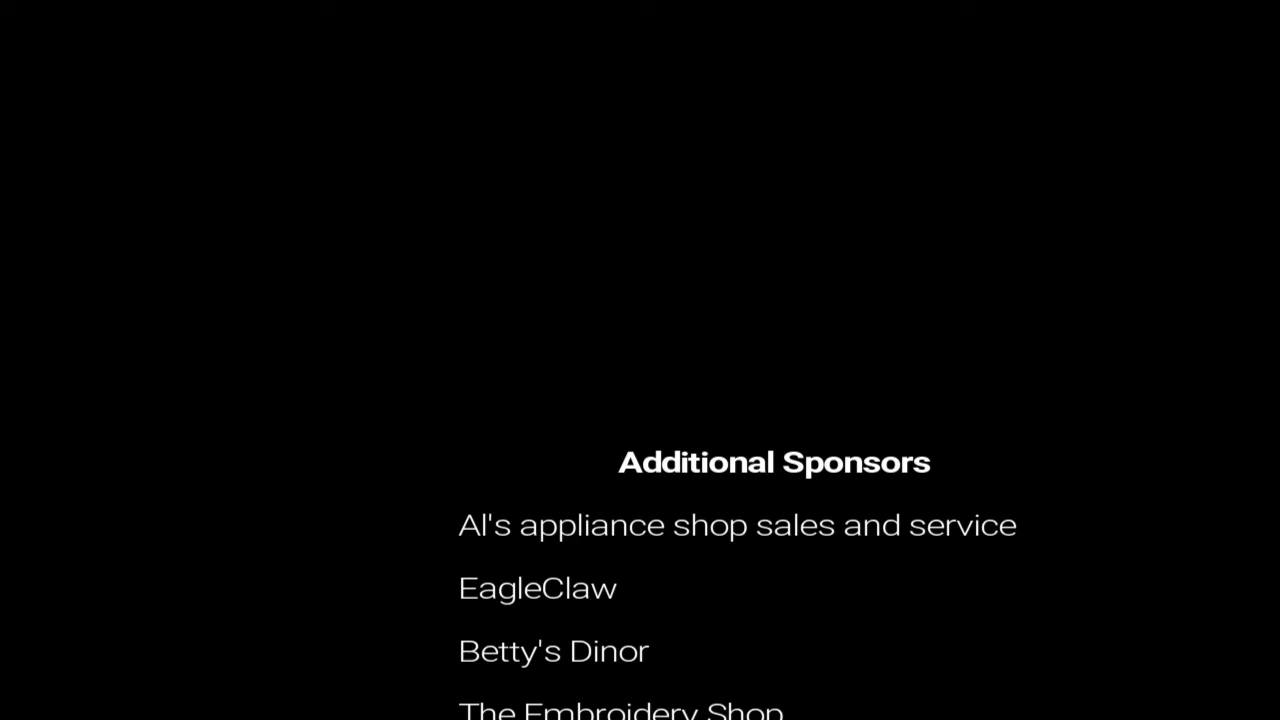 Additional Sponsors
Al's appliance shop sales and service
EagleClaw
Betty's Dinor
The Embroidery Shop